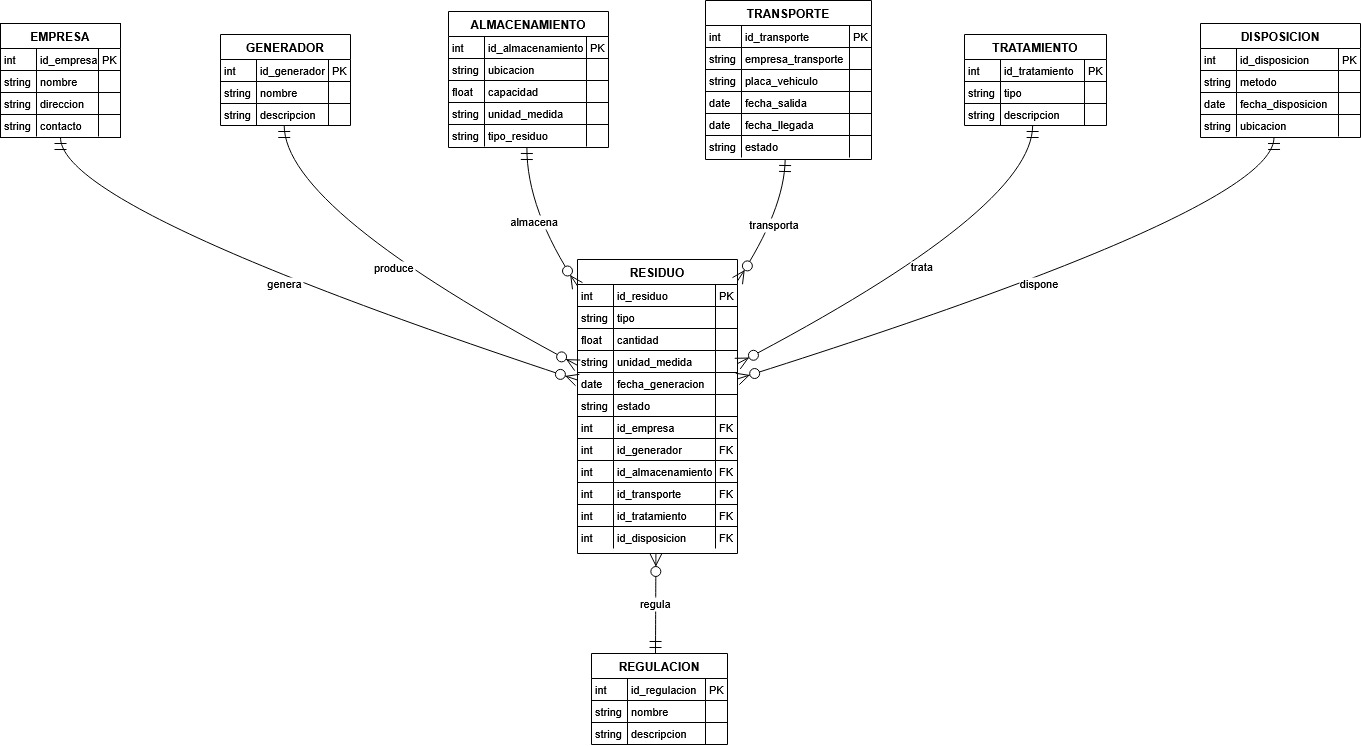 EMPRESA
int id_empresa PK
string nombre
string direccion
string contacto
GENERADOR
int id_generador PK
string nombre
string descripcion
ALMACENAMIENTO
int id_almacenamiento PK
string ubicacion
float capacidad
string unidad_medida
string tipo_residuo
TRANSPORTE
int id_transporte PK
string empresa_transporte
string placa_vehiculo
date fecha_salida
date fecha_llegada
string estado
TRATAMIENTO
int id_tratamiento PK
string tipo
string descripcion
DISPOSICION
int id_disposicion PK
string metodo
date fecha_disposicion
string ubicacion
genera
produce
almacena
transporta
trata
dispone
RESIDUO
int id_residuo PK
string tipo
float cantidad
string unidad_medida
date fecha_generacion
string estado
int id_empresa FK
int id_generador FK
int id_almacenamiento FK
int id_transporte FK
int id_tratamiento FK
int id_disposicion FK
regula
REGULACION
int id_regulacion PK
string nombre
string descripcion